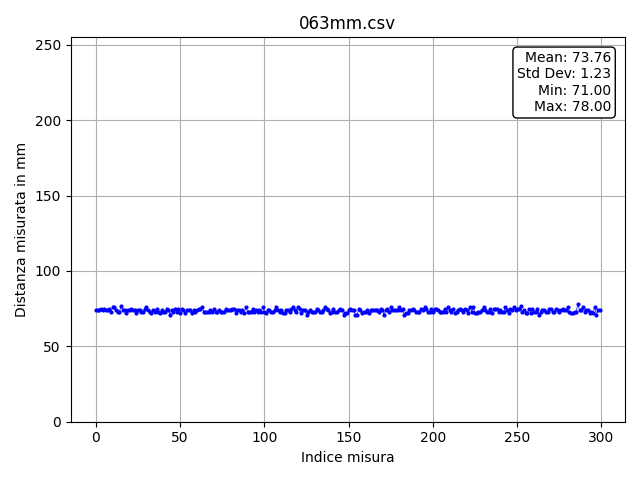 063mm.csv
Mean: 73.76
Std Dev: 1.23
Min: 71.00
Max: 78.00
Distanza misurata in mm
250
200
150
100
50
0
0 50 100 150 200 250 300
Indice misura